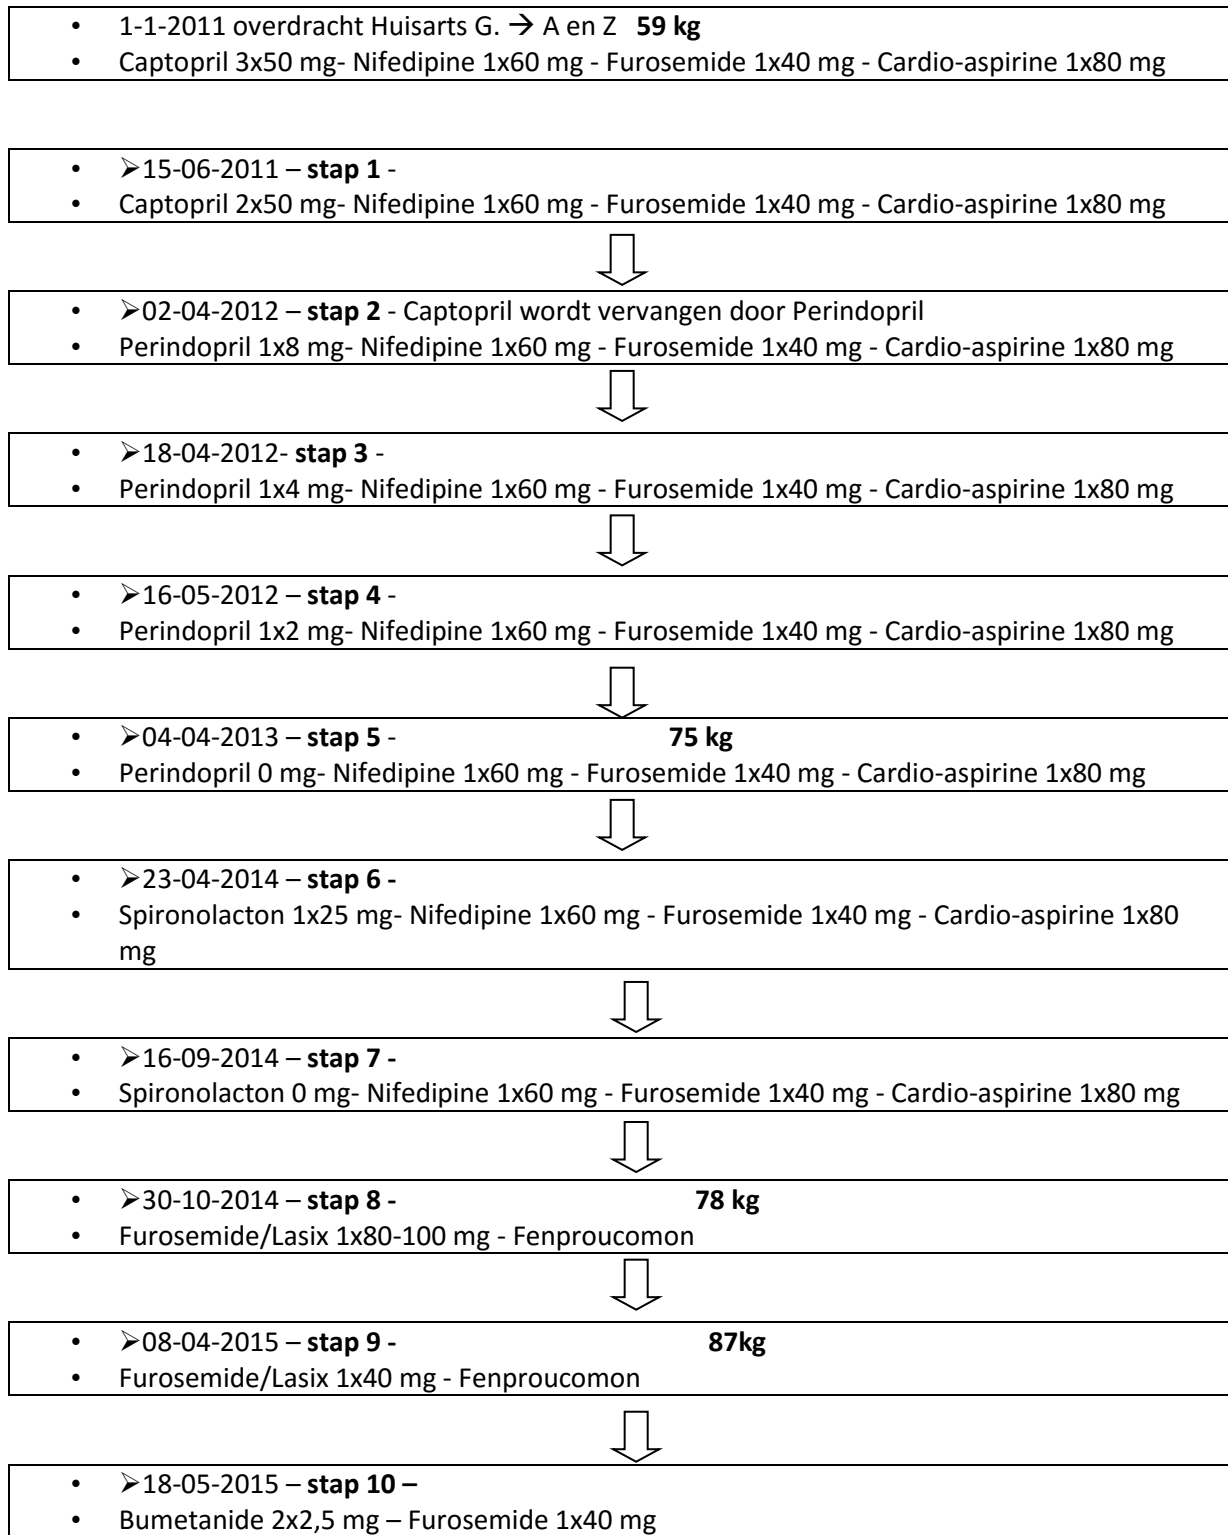 • 1-1-2011 overdracht Huisarts G. → A en Z 59 kg
• Captopril 3x50 mg- Nifedipine 1x60 mg - Furosemide 1x40 mg - Cardio-aspirine 1x80 mg
• ➢15-06-2011 – stap 1 -
• Captopril 2x50 mg- Nifedipine 1x60 mg - Furosemide 1x40 mg - Cardio-aspirine 1x80 mg
• ➢02-04-2012 – stap 2 - Captopril wordt vervangen door Perindopril
• Perindopril 1x8 mg- Nifedipine 1x60 mg - Furosemide 1x40 mg - Cardio-aspirine 1x80 mg
• ➢18-04-2012- stap 3 -
• Perindopril 1x4 mg- Nifedipine 1x60 mg - Furosemide 1x40 mg - Cardio-aspirine 1x80 mg
• ➢16-05-2012 – stap 4 -
• Perindopril 1x2 mg- Nifedipine 1x60 mg - Furosemide 1x40 mg - Cardio-aspirine 1x80 mg
• ➢04-04-2013 – stap 5 - 75 kg
• Perindopril 0 mg- Nifedipine 1x60 mg - Furosemide 1x40 mg - Cardio-aspirine 1x80 mg
• ➢23-04-2014 – stap 6 -
• Spironolacton 1x25 mg- Nifedipine 1x60 mg - Furosemide 1x40 mg - Cardio-aspirine 1x80
mg
• ➢16-09-2014 – stap 7 -
• Spironolacton 0 mg- Nifedipine 1x60 mg - Furosemide 1x40 mg - Cardio-aspirine 1x80 mg
• ➢30-10-2014 – stap 8 - 78 kg
• Furosemide/Lasix 1x80-100 mg - Fenproucomon
• ➢08-04-2015 – stap 9 - 87kg
• Furosemide/Lasix 1x40 mg - Fenproucomon
• ➢18-05-2015 – stap 10 –
• Bumetanide 2x2,5 mg – Furosemide 1x40 mg